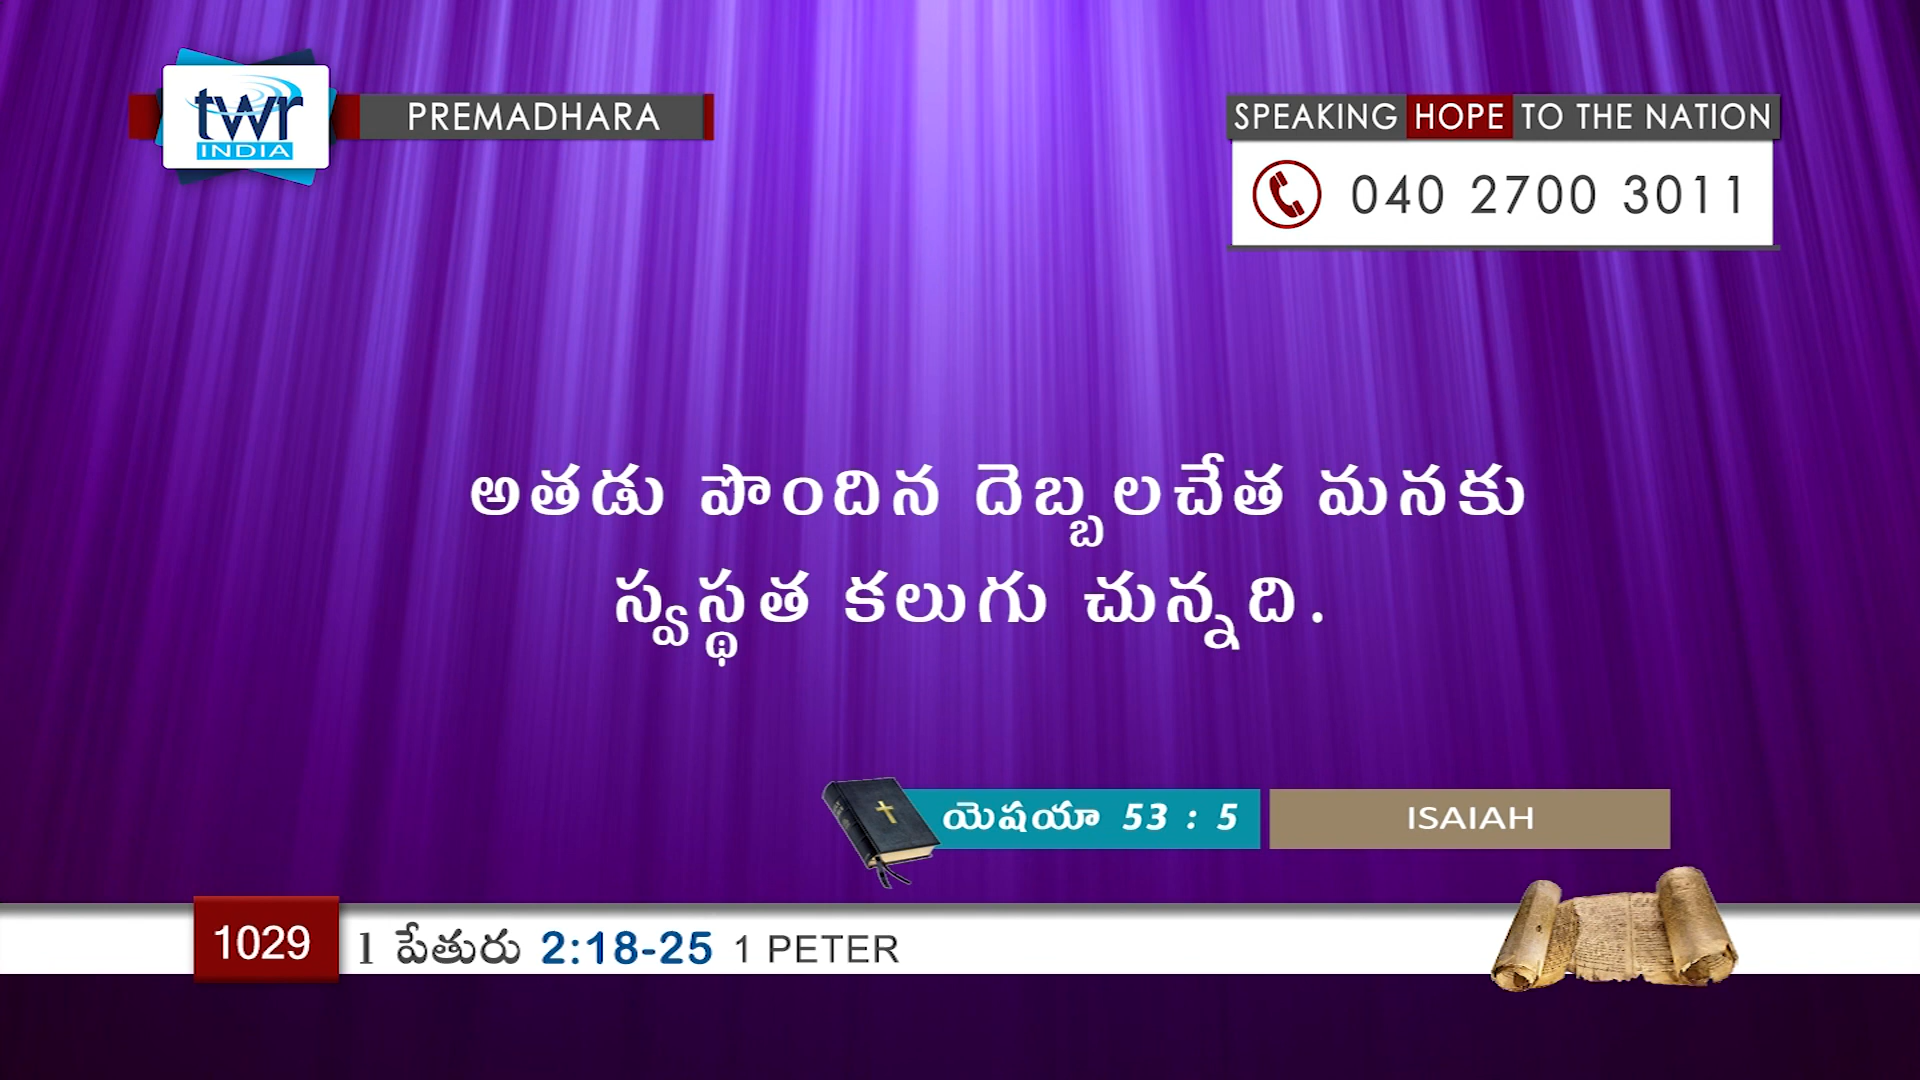 twr
INDIA
PREMADHARA
SPEAKING HOPE TO THE NATION
040 2700 3011
అతడు పొందిన దెబ్బలచేత మనకు
స్వస్థత కలుగు చున్నది.
యెషయా 53 : 5
ISAIAH
1029
1 పేతురు 2:18-25 1 PETER